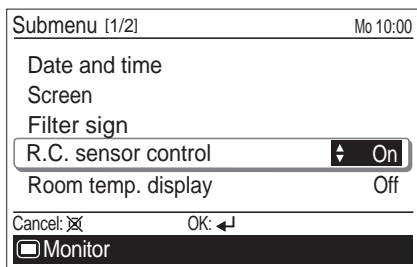 Submenu [1/2] Mo 10:00
Date and time
Screen
Filter sign
R.C. sensor control On
Room temp. display Off
Cancel: OK:
Monitor